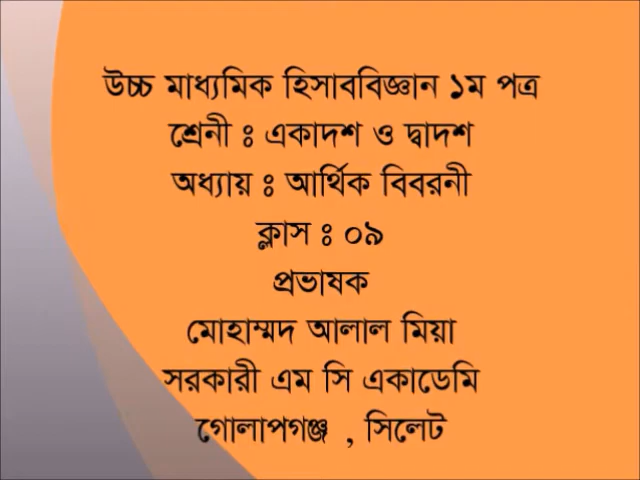 উচ্চ মাধ্যমিক হিসাববিজ্ঞান ১ম পত্র
শ্রেনী ঃ একাদশ ও দ্বাদশ
অধ্যায় ঃ আর্থিক বিবরনী
ক্লাস ঃ ০৯
প্রভাষক
মোহাম্মদ আলাল মিয়া
সরকারী এম সি একাডেমি
গোলাপগঞ্জ , সিলেট